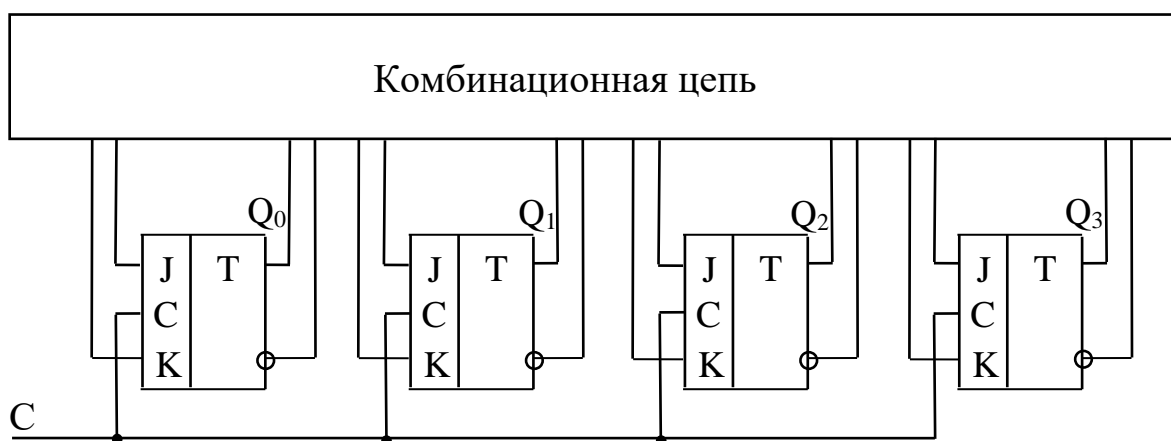 Комбинационная цепь
Q0 Q1 Q2 Q3
J T J T J T J T
C C C C
K K K K
C